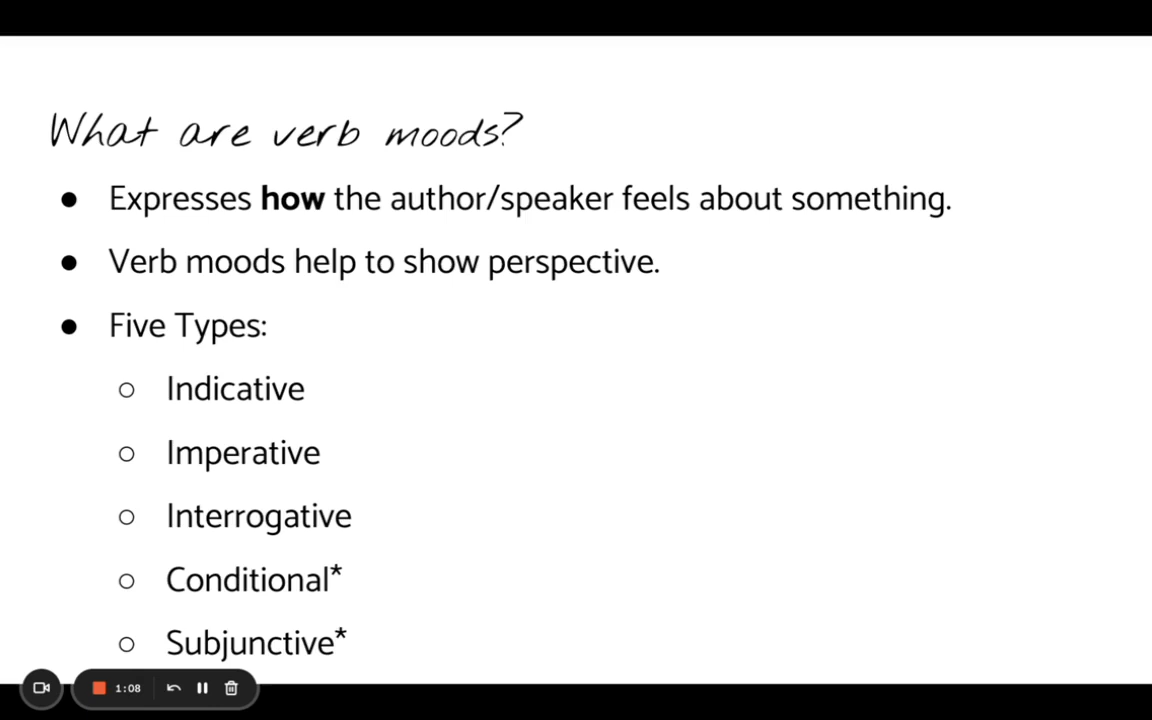 What are verb moods?
● Expresses how the author/speaker feels about something.
● Verb moods help to show perspective.
● Five Types:
○ Indicative
○ Imperative
○ Interrogative
○ Conditional*
○ Subjunctive*
1:08